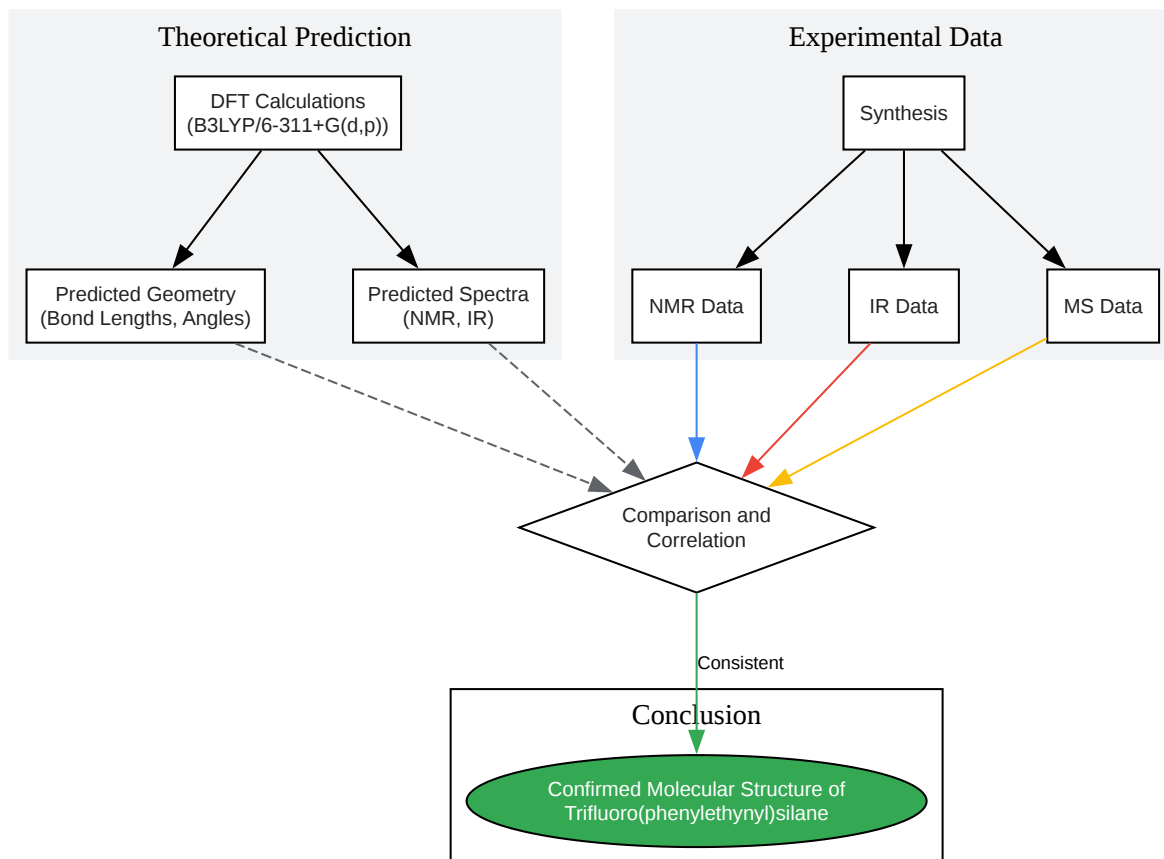 Theoretical Prediction
DFT Calculations
(B3LYP/6-311+G(d,p))
Predicted Geometry
(Bond Lengths, Angles)
Predicted Spectra
(NMR, IR)
Experimental Data
Synthesis
NMR Data
IR Data
MS Data
Comparison and
Correlation
Consistent
Conclusion
Confirmed Molecular Structure of
Trifluoro(phenylethynyl)silane